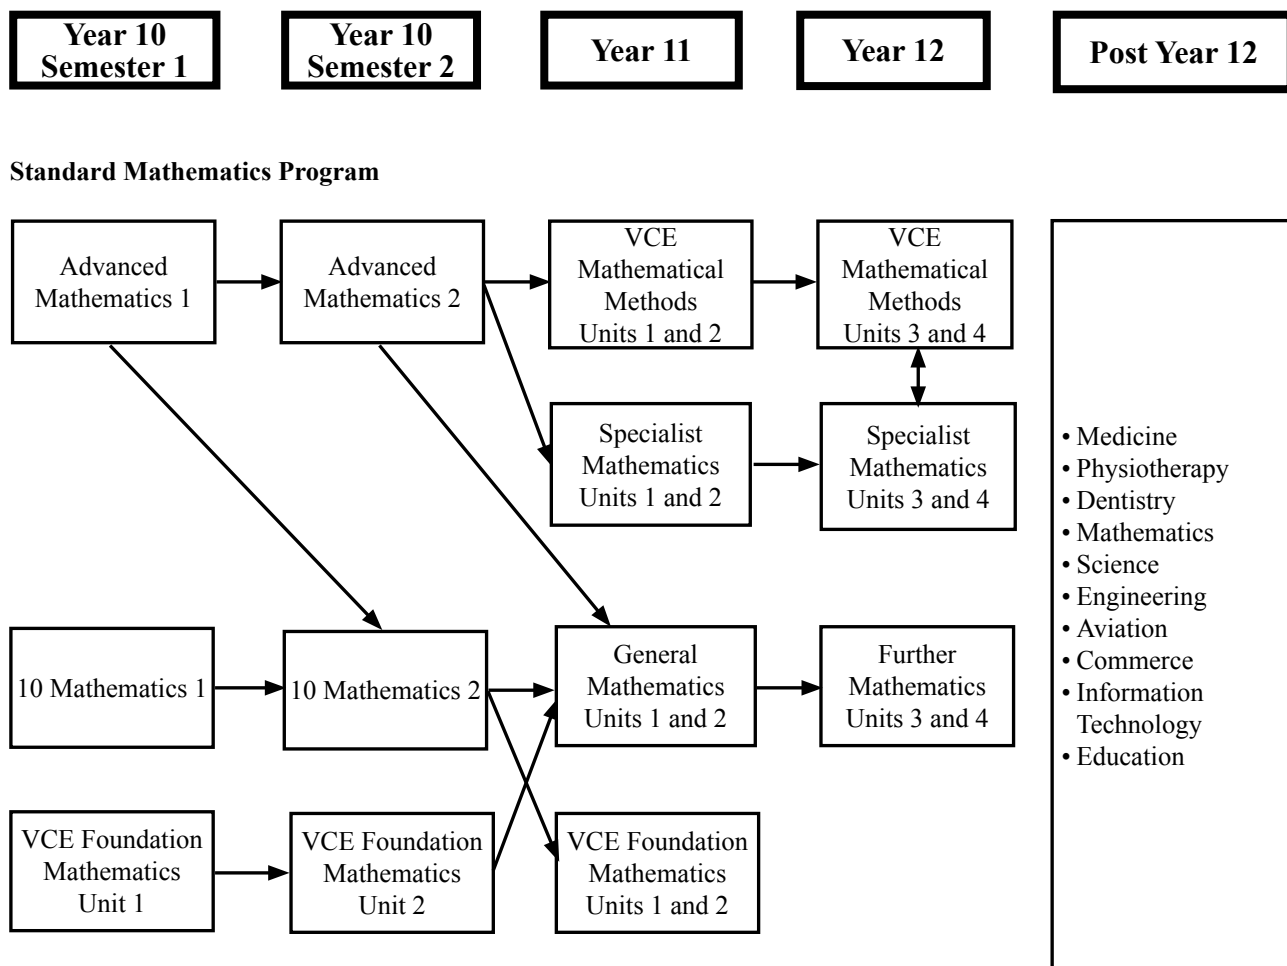 Year 10
Semester 1
Year 10
Semester 2
Year 11
Year 12
Post Year 12
Standard Mathematics Program
Advanced
Mathematics 1
Advanced
Mathematics 2
VCE
Mathematical
Methods
Units 1 and 2
VCE
Mathematical
Methods
Units 3 and 4
Specialist
Mathematics
Units 1 and 2
Specialist
Mathematics
Units 3 and 4
10 Mathematics 1
10 Mathematics 2
General
Mathematics
Units 1 and 2
Further
Mathematics
Units 3 and 4
VCE Foundation
Mathematics
Unit 1
VCE Foundation
Mathematics
Unit 2
VCE Foundation
Mathematics
Units 1 and 2
• Medicine
• Physiotherapy
• Dentistry
• Mathematics
• Science
• Engineering
• Aviation
• Commerce
• Information
Technology
• Education